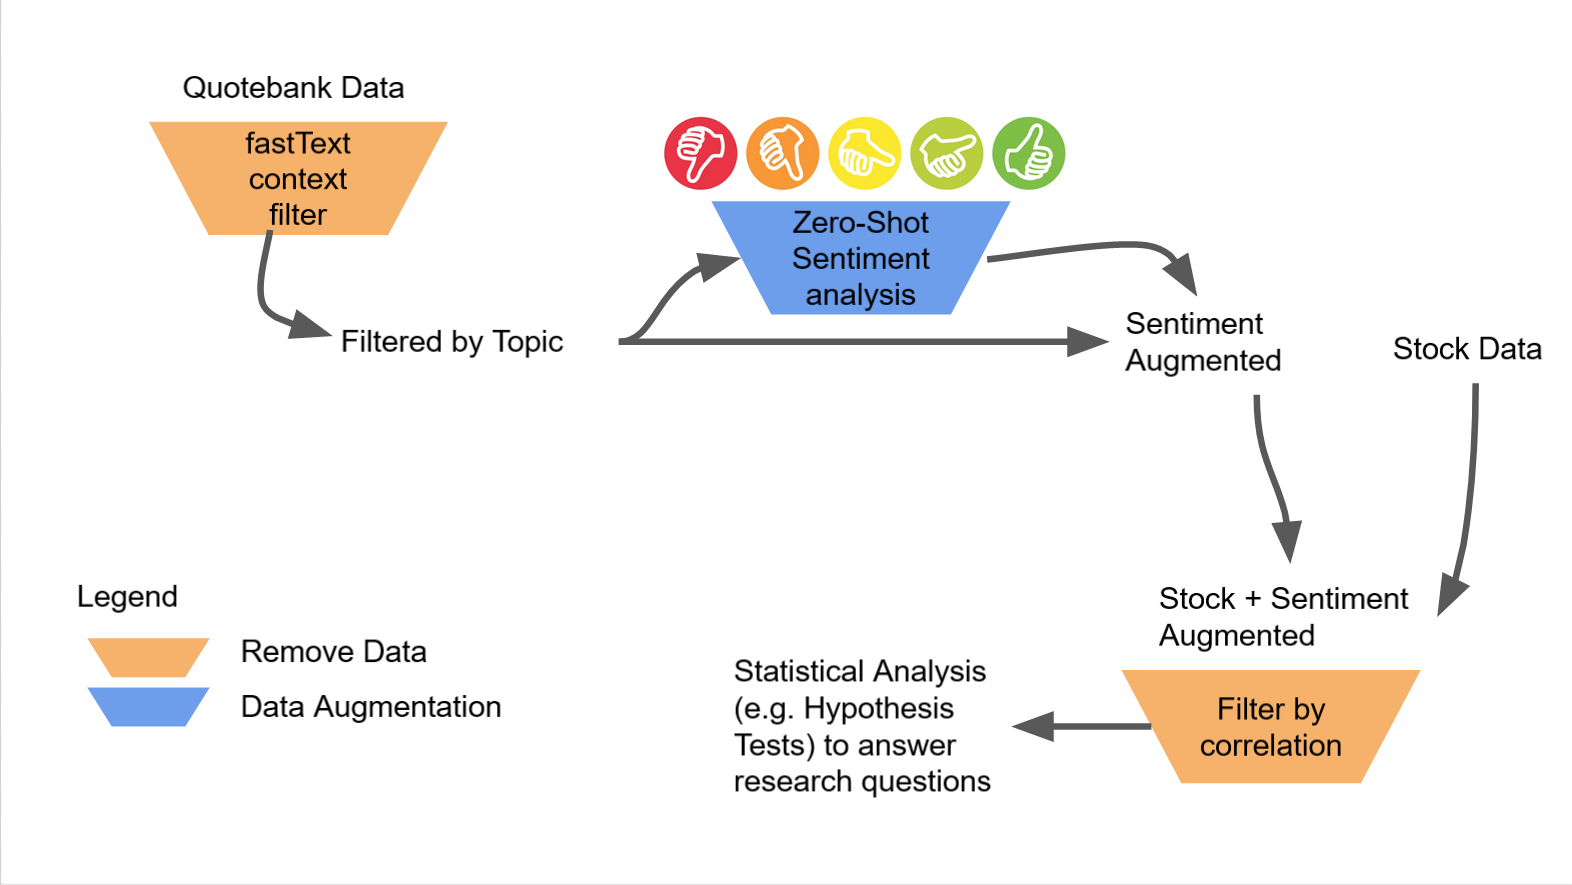 Quotebank Data
fastText
context
filter
Filtered by Topic
Zero-Shot
Sentiment
analysis
Sentiment
Augmented
Stock Data
Stock + Sentiment
Augmented
Filter by
correlation
Statistical Analysis
(e.g. Hypothesis
Tests) to answer
research questions
Legend
Remove Data
Data Augmentation